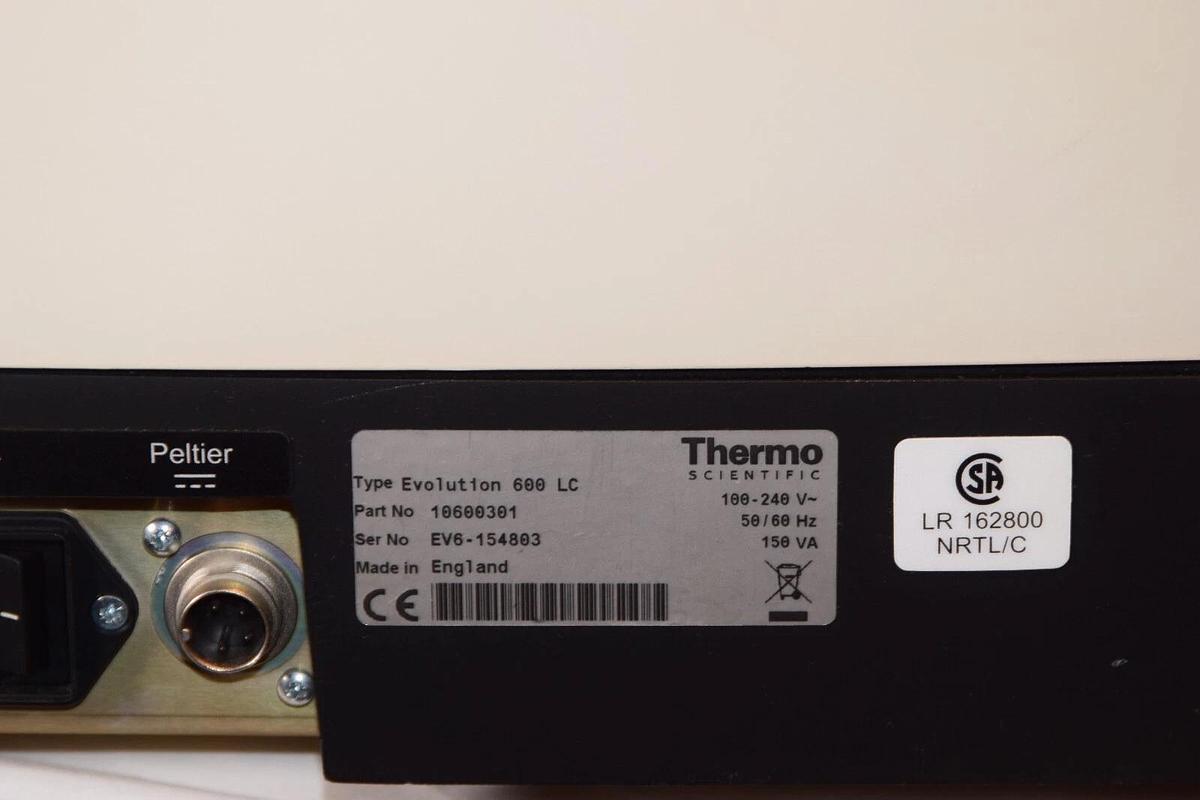 Peltier
Thermo
SCIENTIFIC
Type Evolution 600 LC
100-240 V~
Part No 10600301
50/60 Hz
Ser No EV6-154803
150 VA
Made in England
CE
SA
LR 162800
NRTL/C